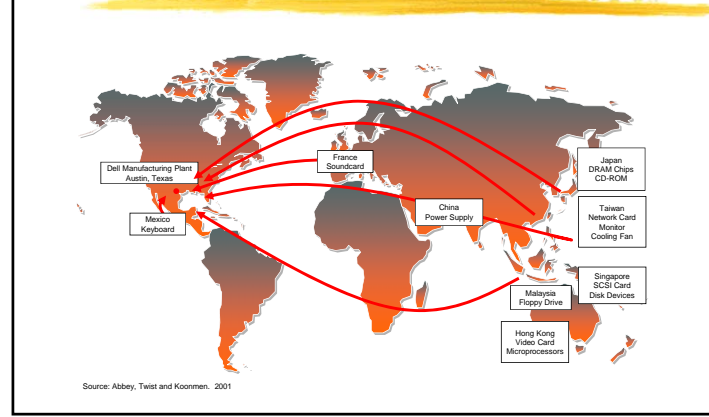 Dell Manufacturing Plant
Austin, Texas
Mexico
Keyboard
France
Soundcard
China
Power Supply
Japan
DRAM Chips
CD-ROM
Taiwan
Network Card
Monitor
Cooling Fan
Singapore
SCSI Card
Disk Devices
Malaysia
Floppy Drive
Hong Kong
Video Card
Microprocessors
Source: Abbey, Twist and Koonmen. 2001